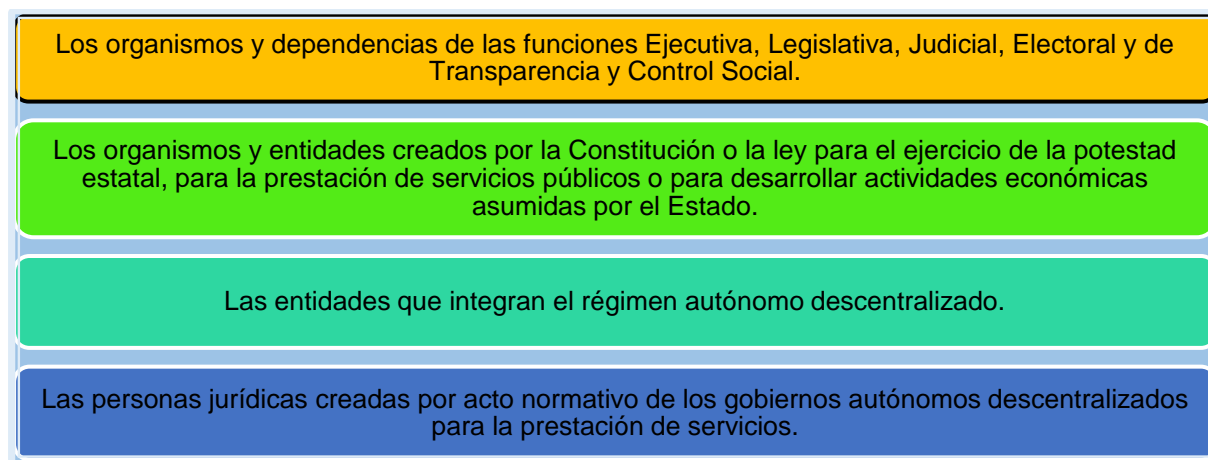 Los organismos y dependencias de las funciones Ejecutiva, Legislativa, Judicial, Electoral y de
Transparencia y Control Social.
Los organismos y entidades creados por la Constitución o la ley para el ejercicio de la potestad
estatal, para la prestación de servicios públicos o para desarrollar actividades económicas
asumidas por el Estado.
Las entidades que integran el régimen autónomo descentralizado.
Las personas jurídicas creadas por acto normativo de los gobiernos autónomos descentralizados
para la prestación de servicios.